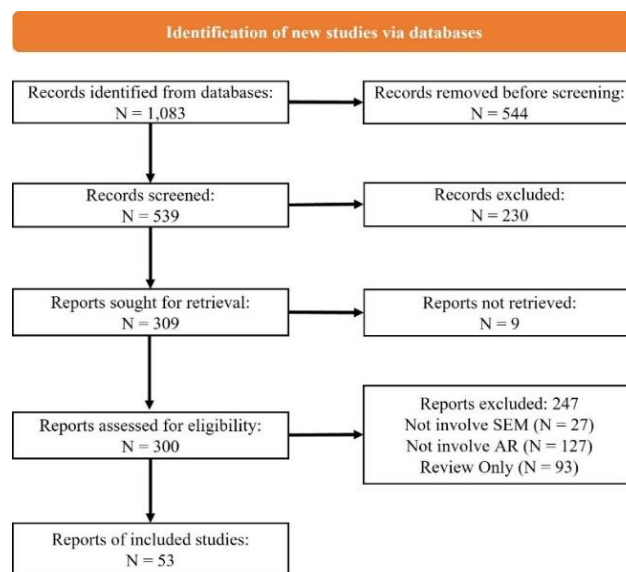 Identification of new studies via databases
Records identified from databases:
N = 1,083
Records removed before screening:
N = 544
Records screened:
N = 539
Records excluded:
N = 230
Reports sought for retrieval:
N = 309
Reports not retrieved:
N = 9
Reports assessed for eligibility:
N = 300
Reports excluded: 247
Not involve SEM (N = 27)
Not involve AR (N = 127)
Review Only (N = 93)
Reports of included studies:
N = 53